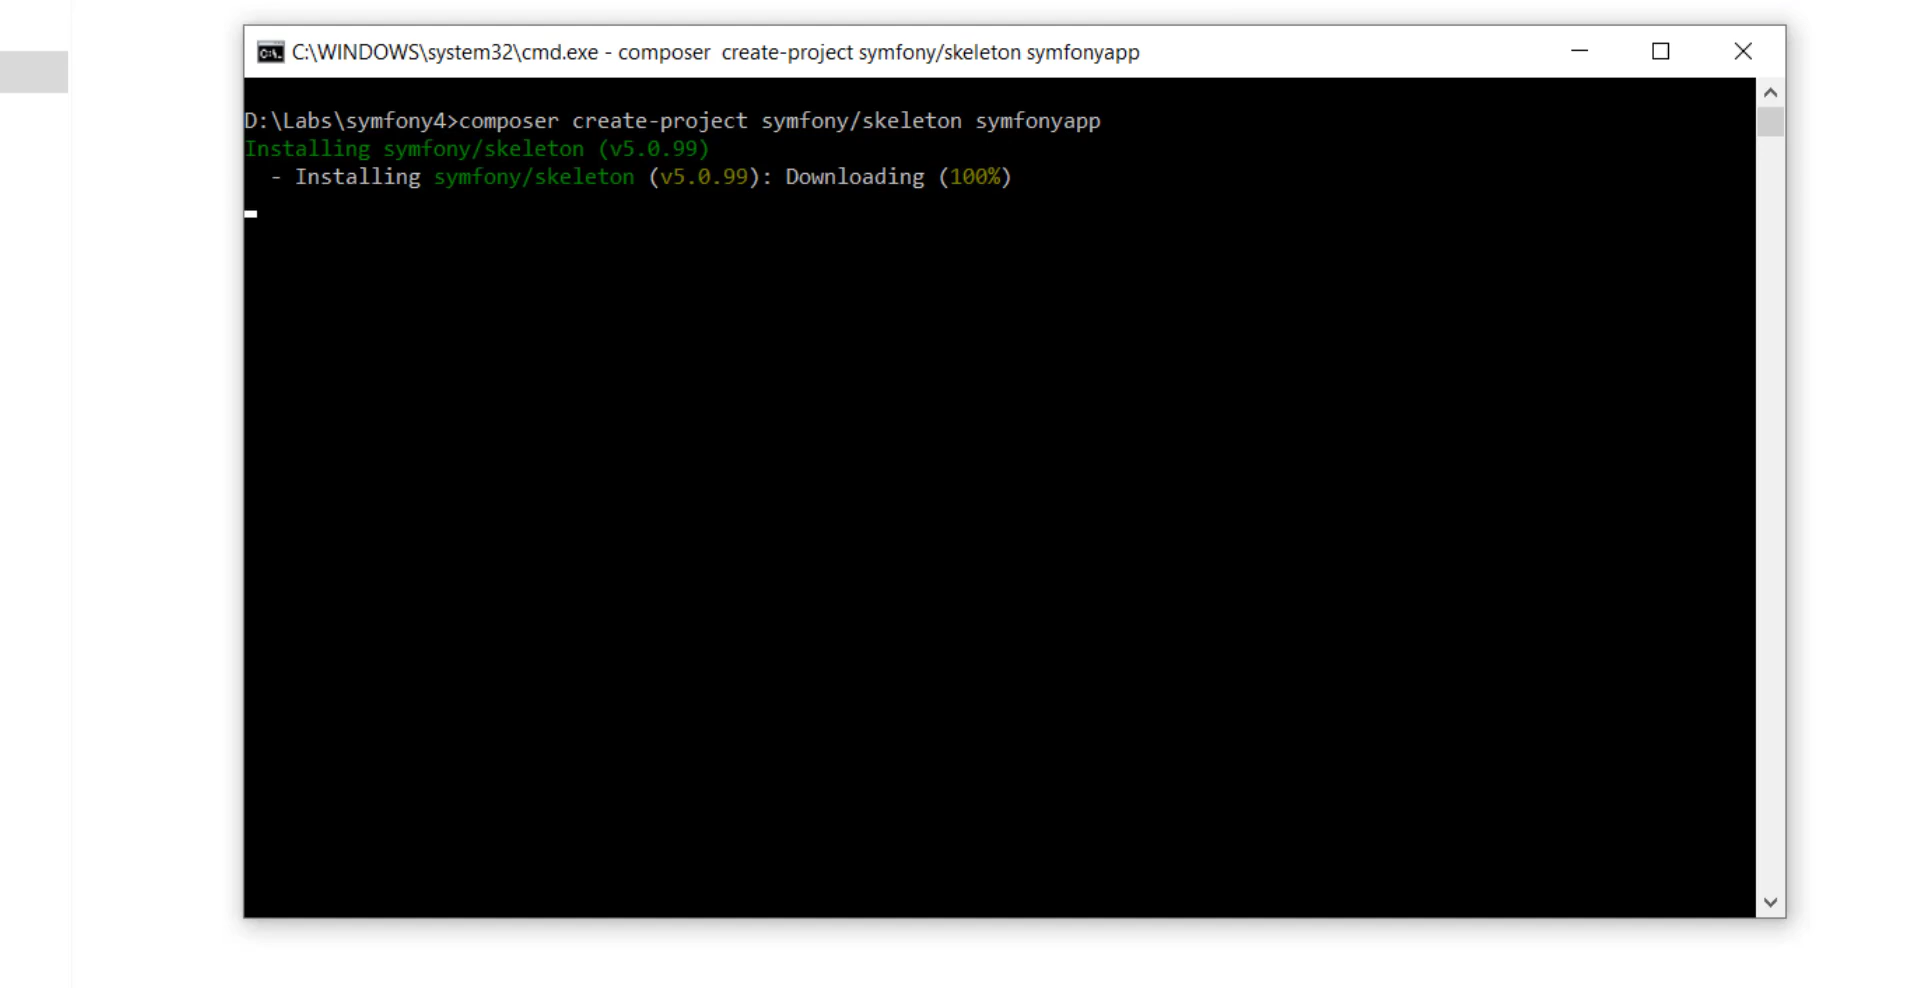 C:\WINDOWS\system32\cmd.exe - composer  create-project symfony/skeleton symfonyapp
D:\Labs\symfony4>composer create-project symfony/skeleton symfonyapp
Installing symfony/skeleton (v5.0.99)
  - Installing symfony/skeleton (v5.0.99): Downloading (100%)